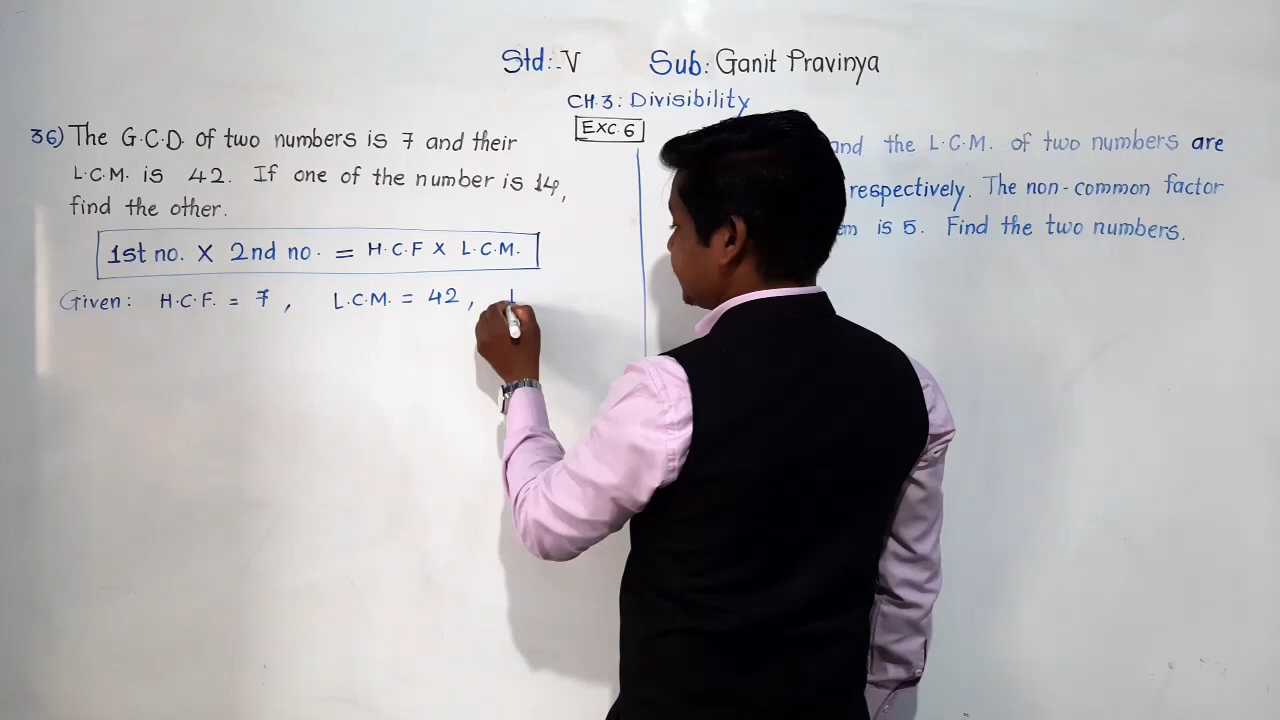 Std:- V Sub: Ganit Pravinya
CH.3: Divisibility
EXC.6
36) The G.C.D. of two numbers is 7 and their
L.C.M. is 42. If one of the number is 14,
find the other.
1st no. X 2nd no. = H.C.F X L.C.M.
Given: H.C.F. = 7, L.C.M. = 42, 1
and the L.C.M. of two numbers are
respectively. The non-common factor
is 5. Find the two numbers.